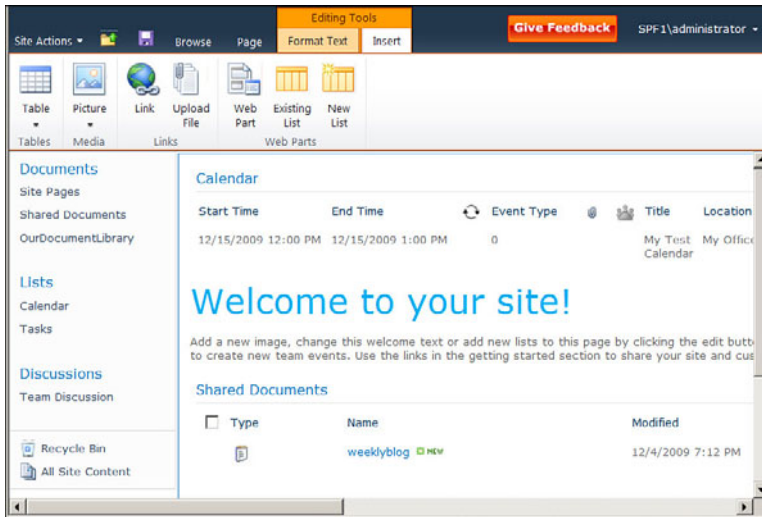 Editing Tools
Site Actions Browse Page Format Text Insert Give Feedback SPF1\administrator
Table Picture Link Upload File Web Part Existing List New List
Tables Media Links Web Parts
Documents
Site Pages
Shared Documents
OurDocumentLibrary
Lists
Calendar
Tasks
Discussions
Team Discussion
Recycle Bin
All Site Content
Calendar
Start Time End Time Event Type Title Location
12/15/2009 12:00 PM 12/15/2009 1:00 PM 0 My Test Calendar My Office
Welcome to your site!
Add a new image, change this welcome text or add new lists to this page by clicking the edit butt
to create new team events. Use the links in the getting started section to share your site and cus
Shared Documents
Type Name Modified
weeklyblog NEW 12/4/2009 7:12 PM